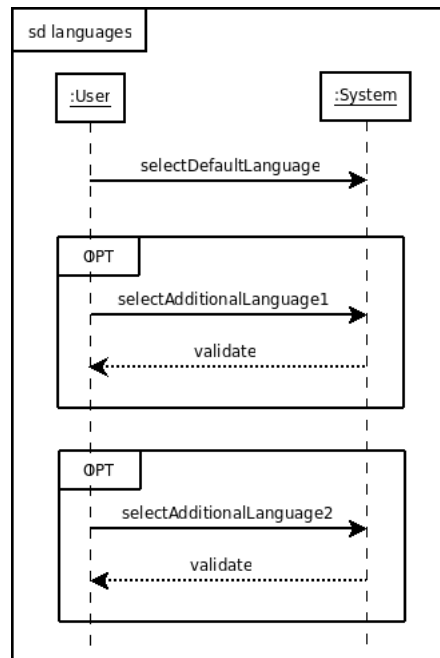 sd languages
:User
:System
selectDefaultLanguage
OPT
selectAdditionalLanguage1
validate
OPT
selectAdditionalLanguage2
validate